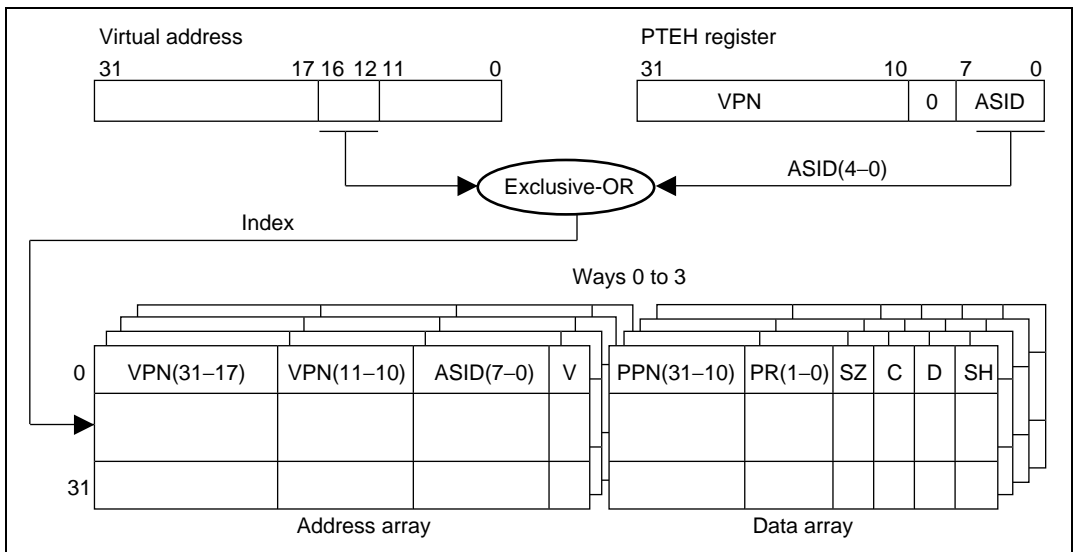 Virtual address
31 17 16 12 11 0
PTEH register
31 10 7 0
VPN 0 ASID
ASID(4–0)
Exclusive-OR
Index
Ways 0 to 3
0 VPN(31–17) VPN(11–10) ASID(7–0) V PPN(31–10) PR(1–0) SZ C D SH
31
Address array Data array